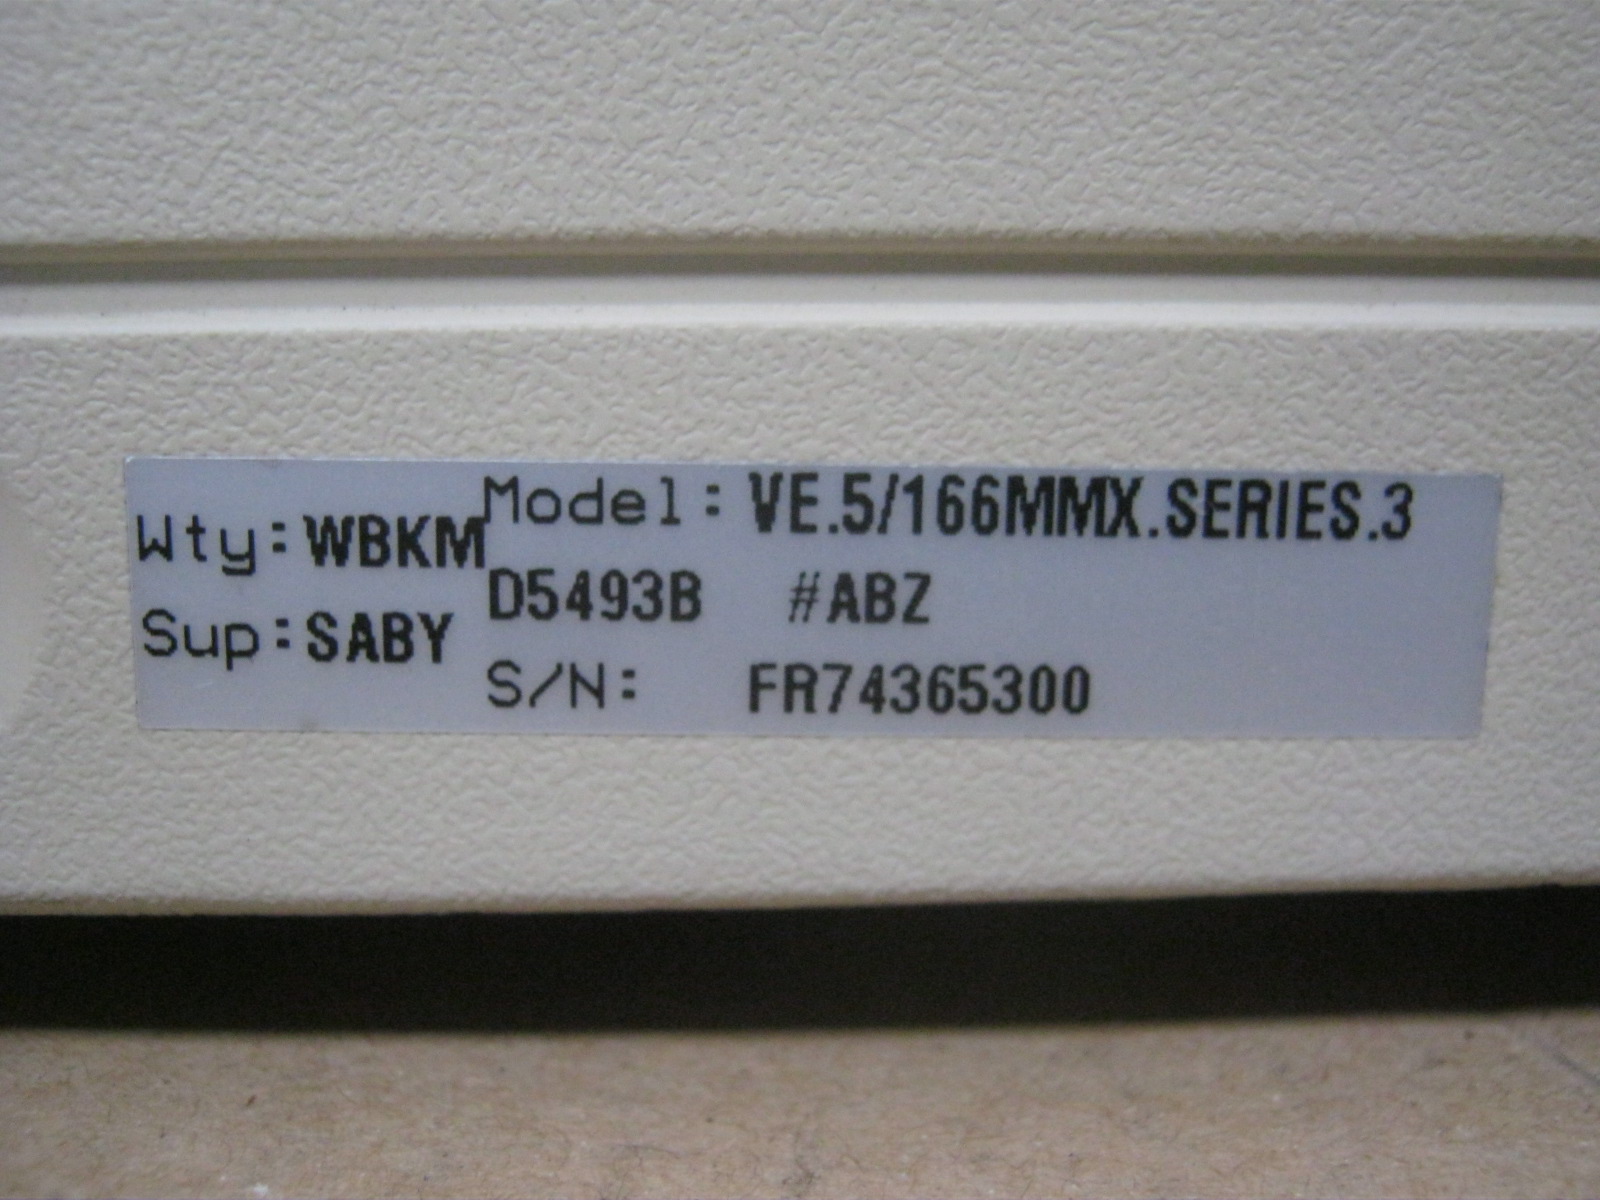 Wty:WBKM
Sup:SABY
Model: VE.5/166MMX.SERIES.3
D5493B #ABZ
S/N: FR74365300